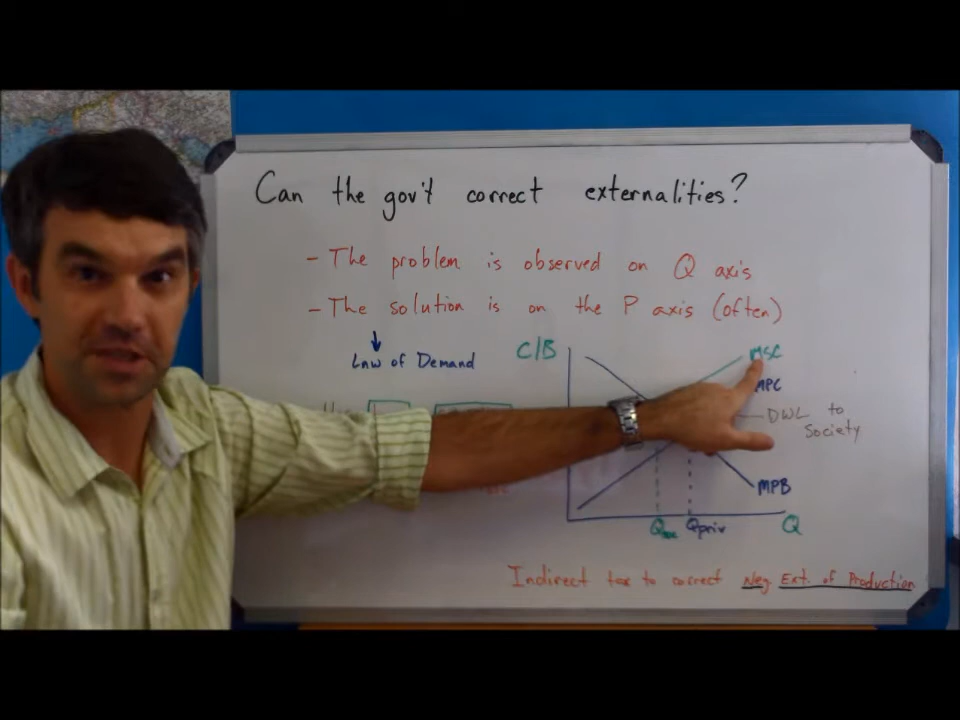 Can the gov't correct externalities?
- The problem is observed on Q axis
- The solution is on the P axis (often)
Law of Demand
C/B
MSC
MPC
DWL to
Society
MPB
Qsoc Qpriv Q
Indirect tax to correct Neg Ext. of Production